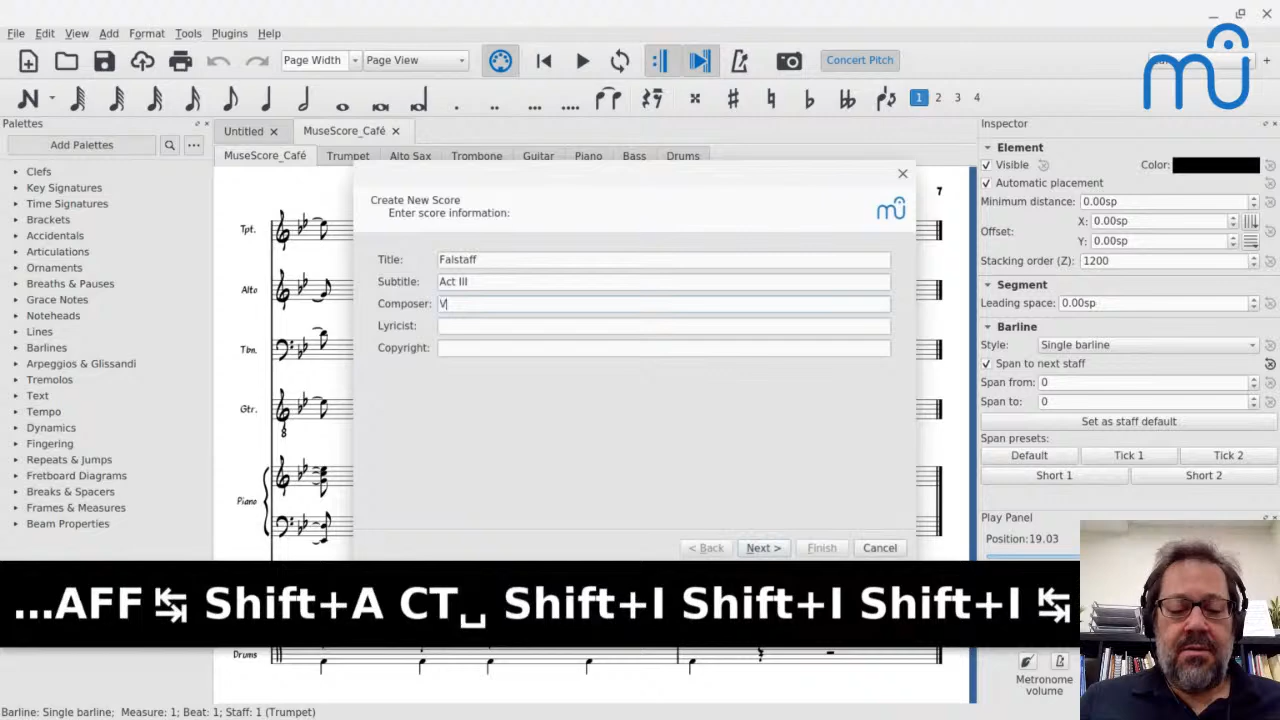 File Edit View Add Format Tools Plugins Help
Page Width Page View Concert Pitch 1 2 3 4
Palettes
Add Palettes
Clefs
Key Signatures
Time Signatures
Brackets
Accidentals
Articulations
Ornaments
Breaths & Pauses
Grace Notes
Noteheads
Lines
Barlines
Arpeggios & Glissandi
Tremolos
Text
Tempo
Dynamics
Fingering
Repeats & Jumps
Fretboard Diagrams
Breaks & Spacers
Frames & Measures
Beam Properties
Untitled MuseScore_Café
MuseScore_Café Trumpet Alto Sax Trombone Guitar Piano Bass Drums
7
Tpt.
Alto
Tbn.
Gtr.
8
Piano
Drums
Create New Score
Enter score information:
Title: Falstaff
Subtitle: Act III
Composer: V
Lyricist:
Copyright:
< Back Next > Finish Cancel
Inspector
Element
Visible Color:
Automatic placement
Minimum distance: 0.00sp
Offset: X: 0.00sp
Y: 0.00sp
Stacking order (Z): 1200
Segment
Leading space: 0.00sp
Barline
Style: Single barline
Span to next staff
Span from: 0
Span to: 0
Set as staff default
Span presets:
Default Tick 1 Tick 2
Short 1 Short 2
Play Panel
Position:19.03
Metronome
volume
...AFF ↹ Shift+A CT␣ Shift+I Shift+I Shift+I ↹
Barline: Single barline; Measure: 1; Beat: 1; Staff: 1 (Trumpet)